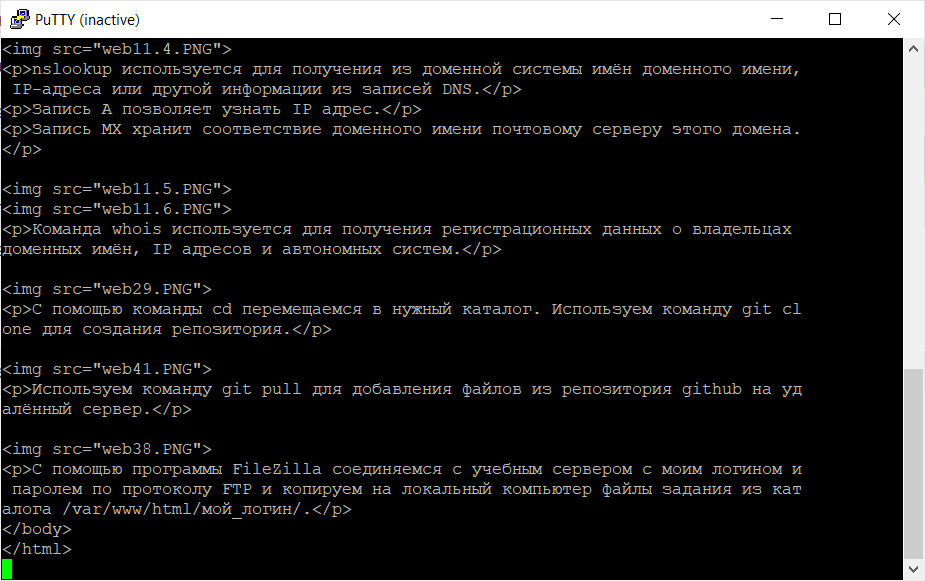 PuTTY (inactive)
<img src="web11.4.PNG">
<p>nslookup используется для получения из доменной системы имён доменного имени,
 IP-адреса или другой информации из записей DNS.</p>
<p>Запись A позволяет узнать IP адрес.</p>
<p>Запись MX хранит соответствие доменного имени почтовому серверу этого домена.
</p>
<img src="web11.5.PNG">
<img src="web11.6.PNG">
<p>Команда whois используется для получения регистрационных данных о владельцах
доменных имён, IP адресов и автономных систем.</p>
<img src="web29.PNG">
<p>С помощью команды cd перемещаемся в нужный каталог. Используем команду git cl
one для создания репозитория.</p>
<img src="web41.PNG">
<p>Используем команду git pull для добавления файлов из репозитория github на уд
алённый сервер.</p>
<img src="web38.PNG">
<p>С помощью программы FileZilla соединяемся с учебным сервером с моим логином и
 паролем по протоколу FTP и копируем на локальный компьютер файлы задания из кат
алога /var/www/html/мой_логин/.</p>
</body>
</html>